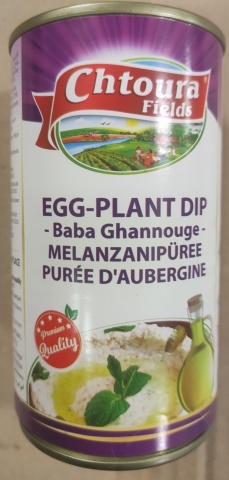 Chtoura
Fields
EGG-PLANT DIP
- Baba Ghannouge -
MELANZANIPÜREE
PURÉE D'AUBERGINE
Premium
Quality